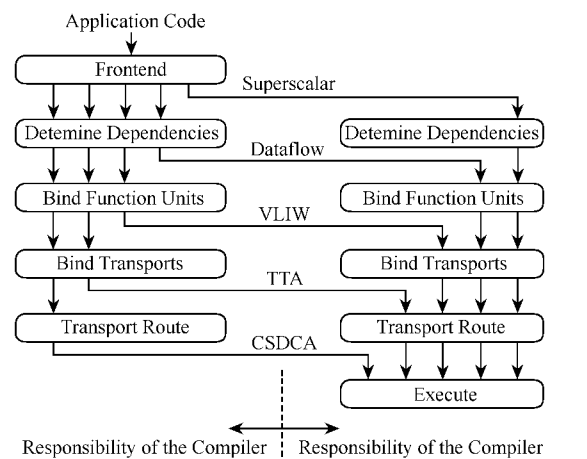 Application Code
Frontend
Superscalar
Detemine Dependencies
Detemine Dependencies
Dataflow
Bind Function Units
Bind Function Units
VLIW
Bind Transports
Bind Transports
TTA
Transport Route
Transport Route
CSDCA
Execute
Responsibility of the Compiler
Responsibility of the Compiler